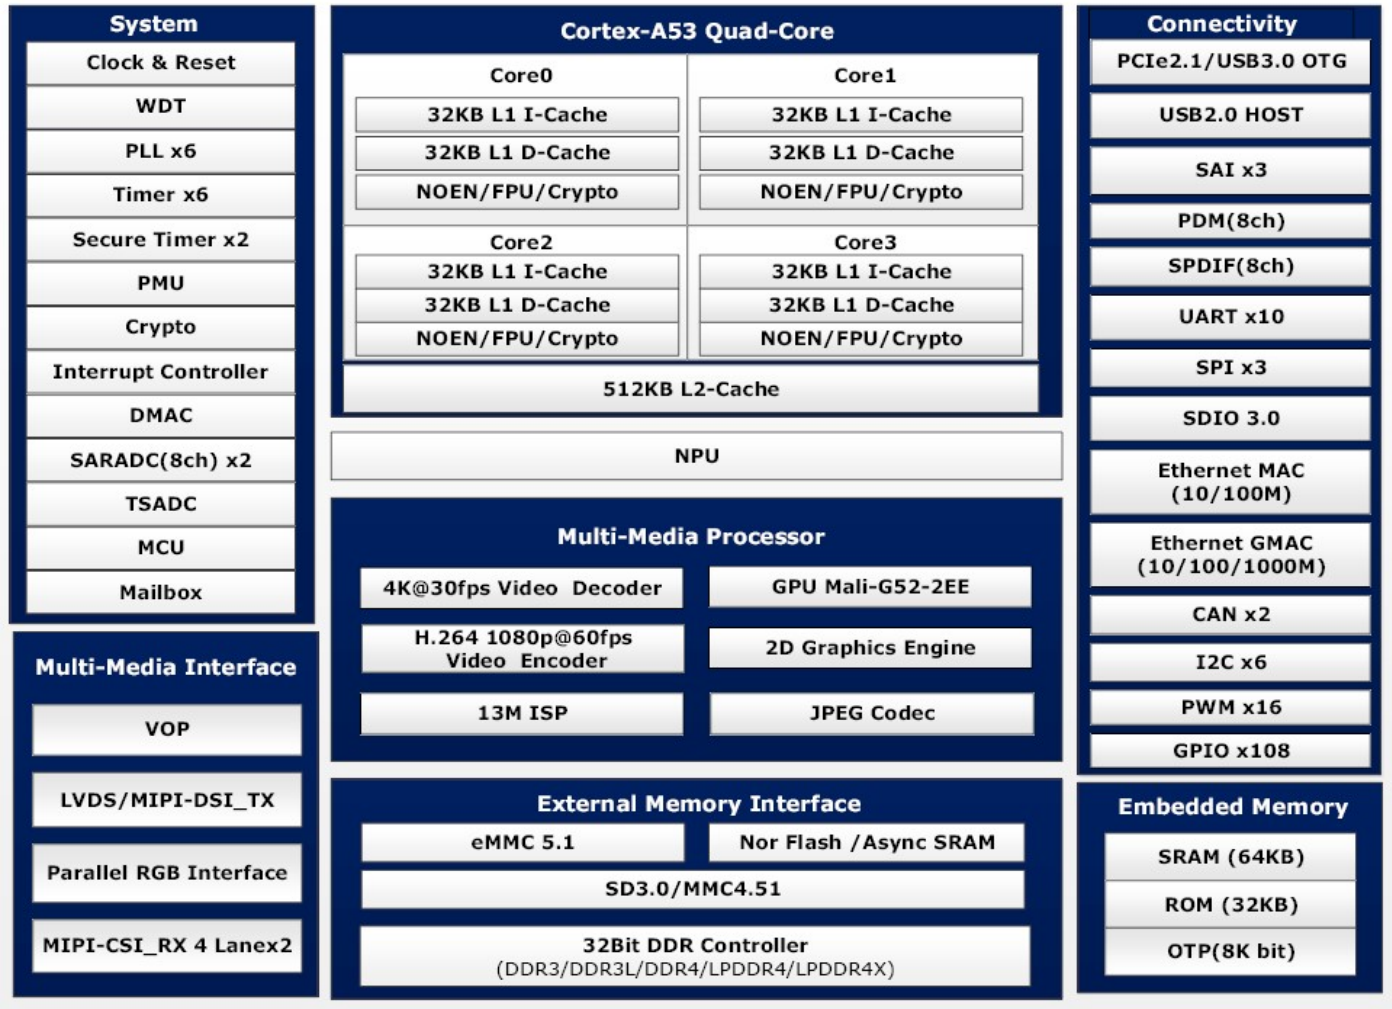 System
Clock & Reset
WDT
PLL x6
Timer x6
Secure Timer x2
PMU
Crypto
Interrupt Controller
DMAC
SARADC(8ch) x2
TSADC
MCU
Mailbox
Multi-Media Interface
VOP
LVDS/MIPI-DSI_TX
Parallel RGB Interface
MIPI-CSI_RX 4 Lanex2
Cortex-A53 Quad-Core
Core0
32KB L1 I-Cache
32KB L1 D-Cache
NOEN/FPU/Crypto
Core1
32KB L1 I-Cache
32KB L1 D-Cache
NOEN/FPU/Crypto
Core2
32KB L1 I-Cache
32KB L1 D-Cache
NOEN/FPU/Crypto
Core3
32KB L1 I-Cache
32KB L1 D-Cache
NOEN/FPU/Crypto
512KB L2-Cache
NPU
Multi-Media Processor
4K@30fps Video Decoder
GPU Mali-G52-2EE
H.264 1080p@60fps
Video Encoder
2D Graphics Engine
13M ISP
JPEG Codec
External Memory Interface
eMMC 5.1
Nor Flash /Async SRAM
SD3.0/MMC4.51
32Bit DDR Controller
(DDR3/DDR3L/DDR4/LPDDR4/LPDDR4X)
Connectivity
PCIe2.1/USB3.0 OTG
USB2.0 HOST
SAI x3
PDM(8ch)
SPDIF(8ch)
UART x10
SPI x3
SDIO 3.0
Ethernet MAC
(10/100M)
Ethernet GMAC
(10/100/1000M)
CAN x2
I2C x6
PWM x16
GPIO x108
Embedded Memory
SRAM (64KB)
ROM (32KB)
OTP(8K bit)